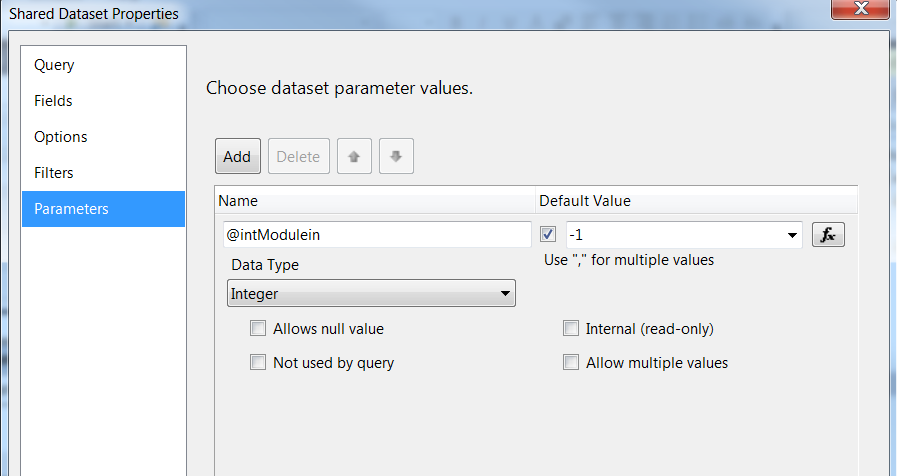 Shared Dataset Properties
X
Query
Fields
Options
Filters
Parameters
Choose dataset parameter values.
Add
Delete
Name
Default Value
@intModulein
-1
fx
Use "," for multiple values
Data Type
Integer
Allows null value
Internal (read-only)
Not used by query
Allow multiple values